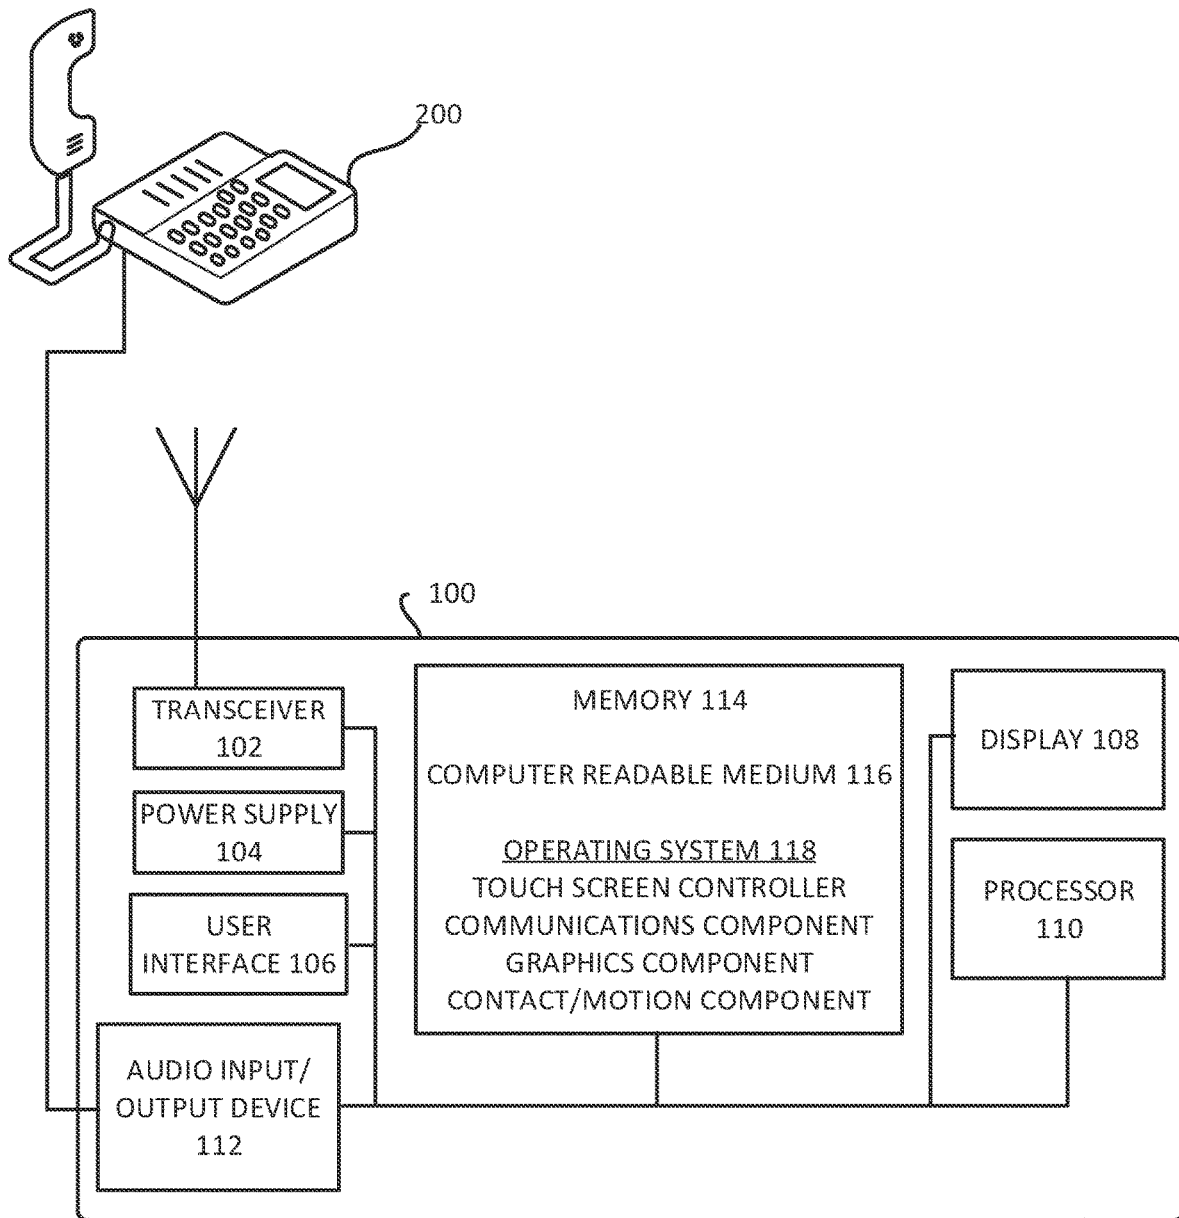 200
100
TRANSCEIVER
102
POWER SUPPLY
104
USER
INTERFACE 106
AUDIO INPUT/
OUTPUT DEVICE
112
MEMORY 114
COMPUTER READABLE MEDIUM 116
OPERATING SYSTEM 118
TOUCH SCREEN CONTROLLER
COMMUNICATIONS COMPONENT
GRAPHICS COMPONENT
CONTACT/MOTION COMPONENT
DISPLAY 108
PROCESSOR
110